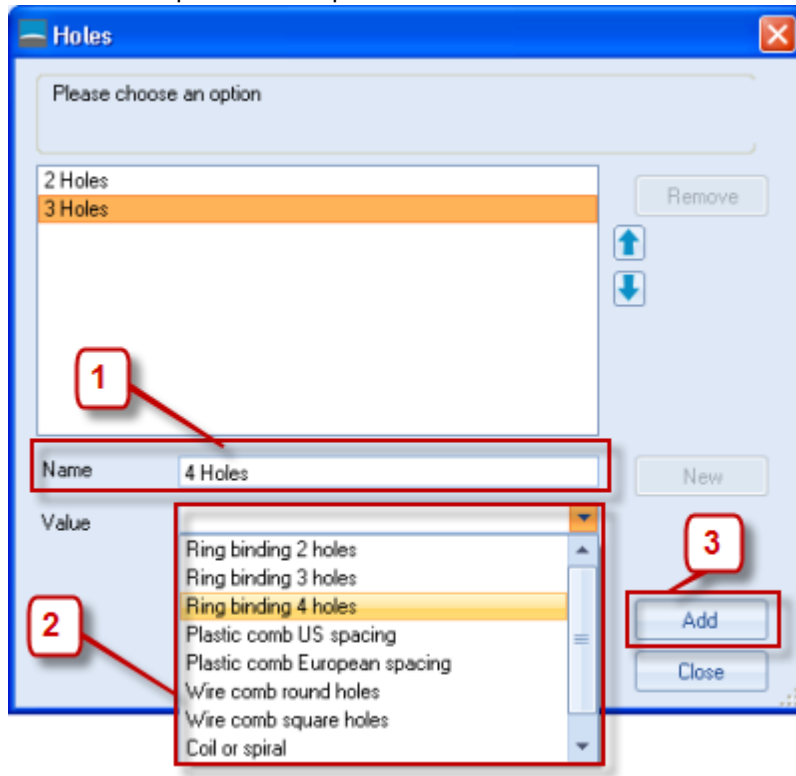 Holes
Please choose an option
2 Holes
3 Holes
Remove
1
Name
4 Holes
New
Value
Ring binding 2 holes
Ring binding 3 holes
Ring binding 4 holes
Plastic comb US spacing
Plastic comb European spacing
Wire comb round holes
Wire comb square holes
Coil or spiral
2
3
Add
Close